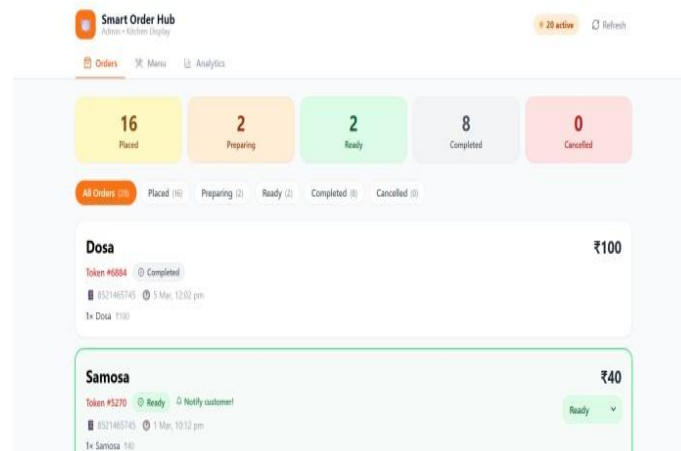 Smart Order Hub
Admin • Kitchen Display
20 active
Refresh
Orders Menu Analytics
16 2 2 8 0
Placed Preparing Ready Completed Cancelled
All Orders (28) Placed (16) Preparing (2) Ready (2) Completed (8) Cancelled (0)
Dosa ₹100
Token #6884 Completed
8521465745 5 Mar, 12:02 pm
1× Dosa ₹100
Samosa ₹40
Token #5270 Ready Notify customer!
Ready
8521465745 1 Mar, 10:12 pm
1× Samosa ₹40